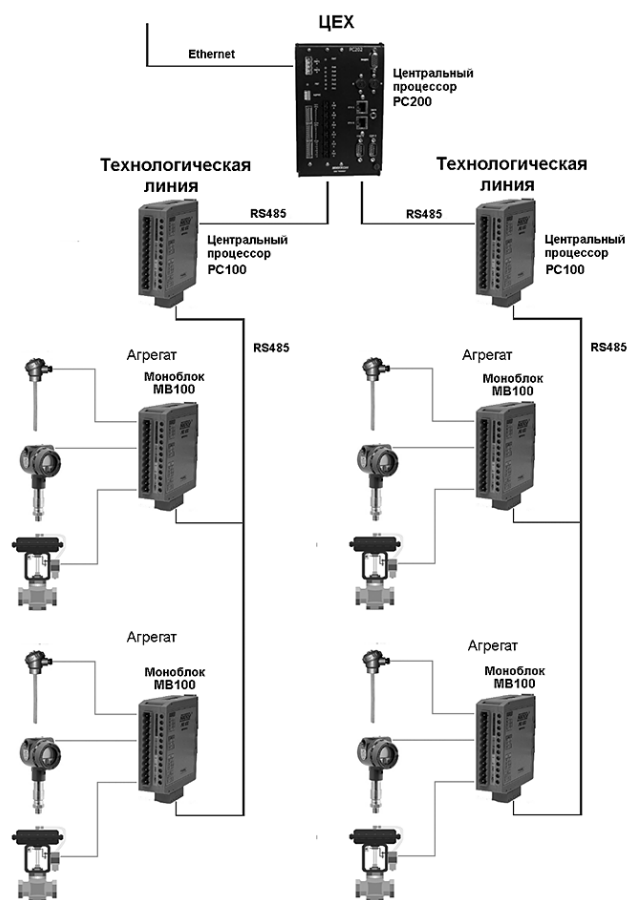 ЦЕХ
Ethernet
PC202
Центральный
процессор
PC200
Технологическая
линия
Технологическая
линия
RS485
RS485
Центральный
процессор
PC100
Центральный
процессор
PC100
RS485
RS485
Агрегат
Агрегат
Моноблок
MB100
Моноблок
MB100
Агрегат
Агрегат
Моноблок
MB100
Моноблок
MB100